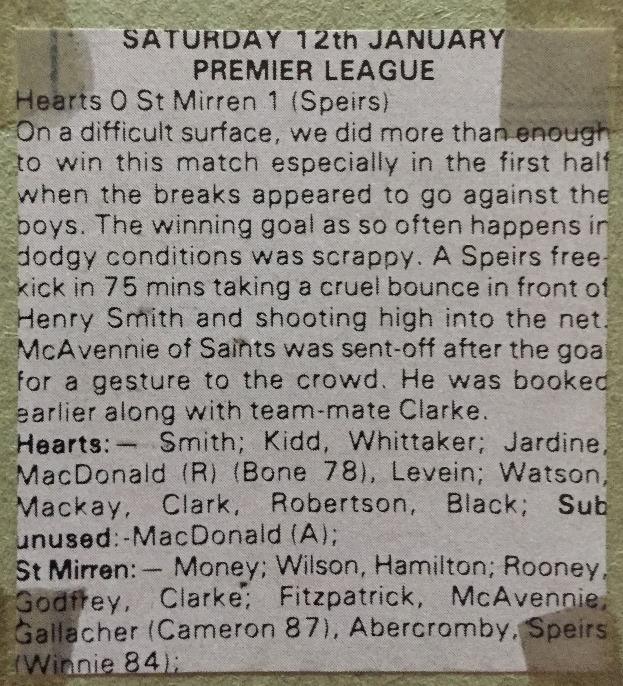 SATURDAY 12th JANUARY
PREMIER LEAGUE
Hearts 0 St Mirren 1 (Speirs)
On a difficult surface, we did more than enough
to win this match especially in the first half
when the breaks appeared to go against the
boys. The winning goal as so often happens in
dodgy conditions was scrappy. A Speirs free-
kick in 75 mins taking a cruel bounce in front of
Henry Smith and shooting high into the net.
McAvennie of Saints was sent-off after the goal
for a gesture to the crowd. He was booked
earlier along with team-mate Clarke.
Hearts:— Smith; Kidd, Whittaker; Jardine,
MacDonald (R) (Bone 78), Levein; Watson,
Mackay, Clark, Robertson, Black; Sub
unused:-MacDonald (A);
St Mirren:— Money; Wilson, Hamilton; Rooney,
Godfrey, Clarke; Fitzpatrick, McAvennie,
Gallacher (Cameron 87), Abercromby, Speirs
(Winnie 84);